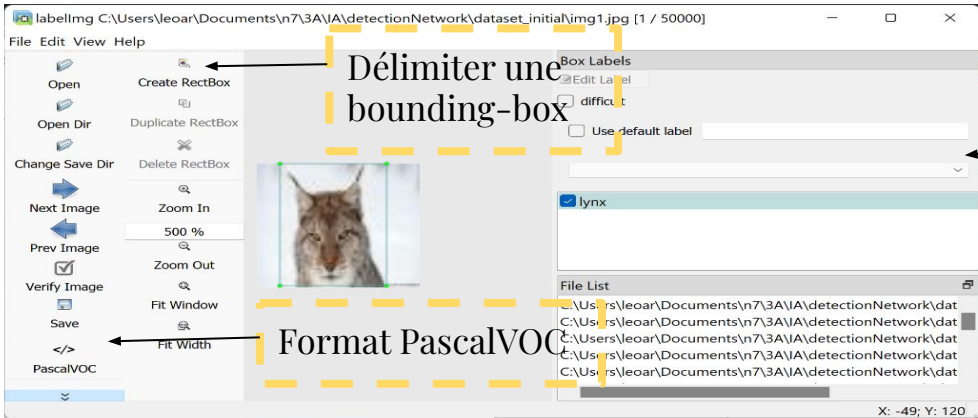 labelImg C:\Users\leoar\Documents\n7\3A\IA\detectionNetwork\dataset_initial\img1.jpg [1 / 50000]
File Edit View Help
Open
Create RectBox
Open Dir
Duplicate RectBox
Change Save Dir
Delete RectBox
Next Image
Zoom In
500 %
Prev Image
Zoom Out
Verify Image
Fit Window
Save
Fit Width
</>
PascalVOC
Délimiter une
bounding-box
Format PascalVOC
Box Labels
Edit Label
difficult
Use default label
lynx
File List
C:\Users\leoar\Documents\n7\3A\IA\detectionNetwork\dat
C:\Users\leoar\Documents\n7\3A\IA\detectionNetwork\dat
C:\Users\leoar\Documents\n7\3A\IA\detectionNetwork\dat
C:\Users\leoar\Documents\n7\3A\IA\detectionNetwork\dat
C:\Users\leoar\Documents\n7\3A\IA\detectionNetwork\dat
X: -49; Y: 120